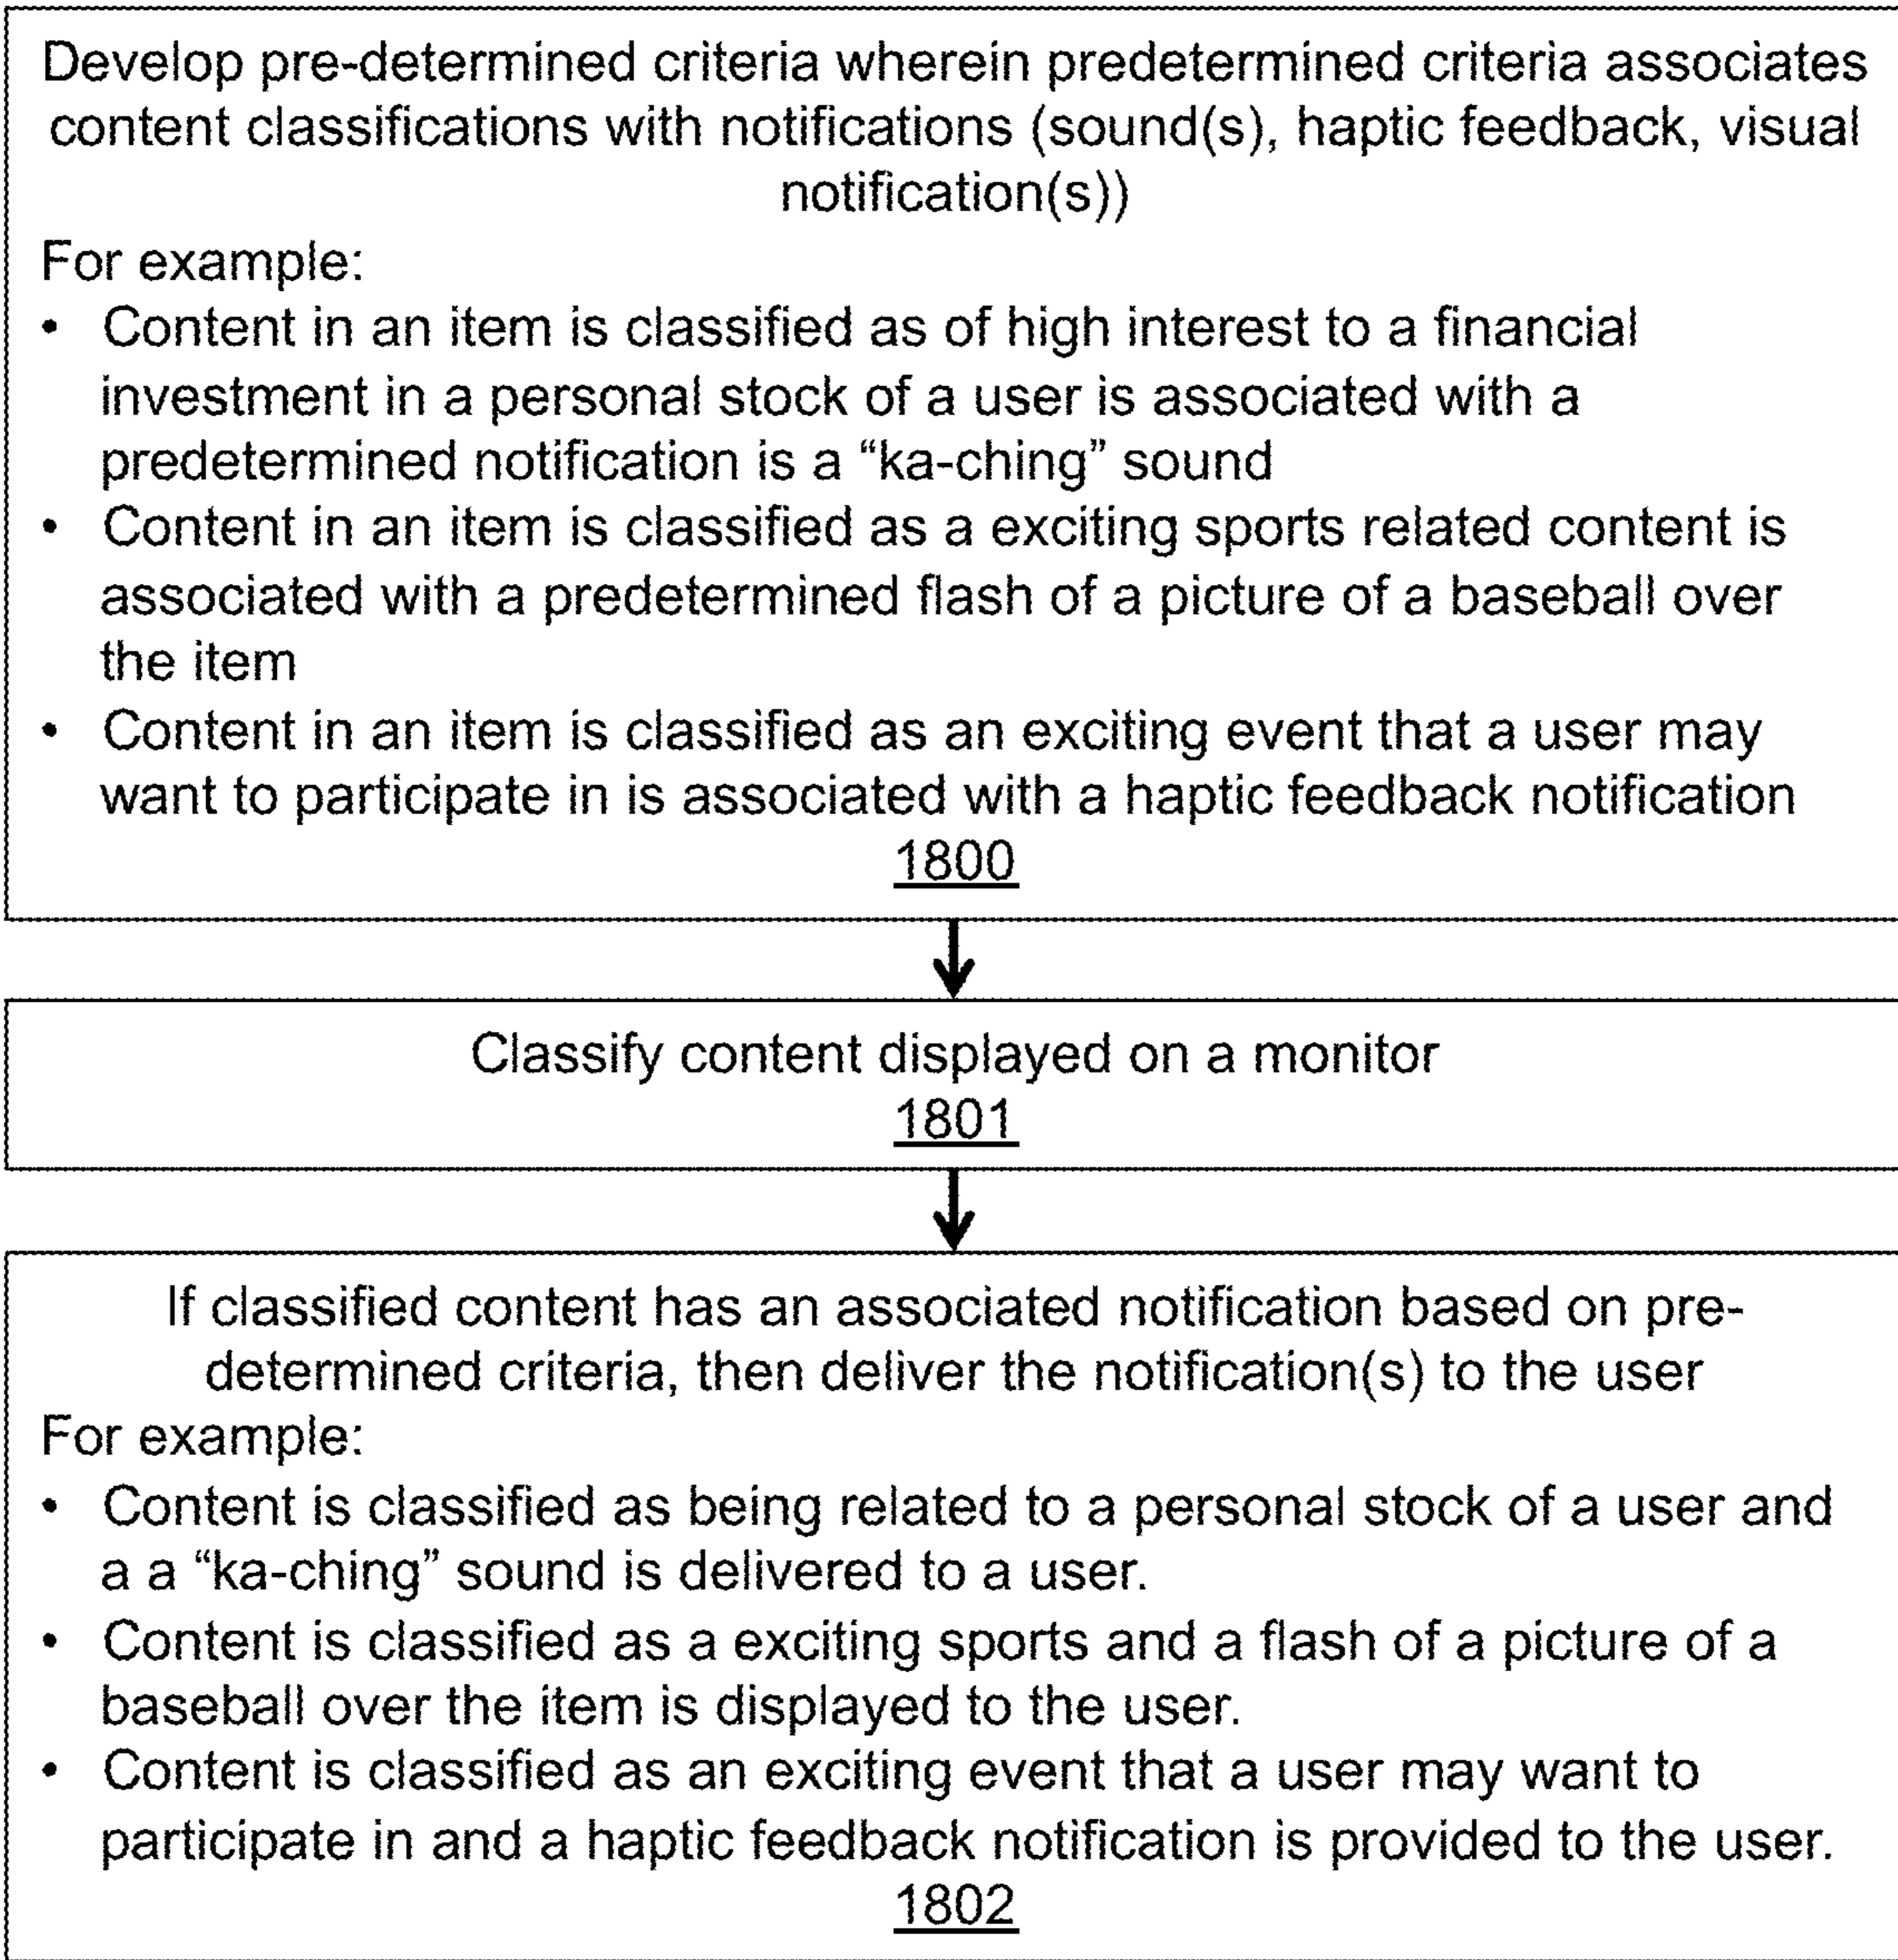 Develop pre-determined criteria wherein predetermined criteria associates
content classifications with notifications (sound(s), haptic feedback, visual
notification(s))
For example:
• Content in an item is classified as of high interest to a financial
investment in a personal stock of a user is associated with a
predetermined notification is a “ka-ching” sound
• Content in an item is classified as a exciting sports related content is
associated with a predetermined flash of a picture of a baseball over
the item
• Content in an item is classified as an exciting event that a user may
want to participate in is associated with a haptic feedback notification
1800
Classify content displayed on a monitor
1801
If classified content has an associated notification based on pre-
determined criteria, then deliver the notification(s) to the user
For example:
• Content is classified as being related to a personal stock of a user and
a a “ka-ching” sound is delivered to a user.
• Content is classified as a exciting sports and a flash of a picture of a
baseball over the item is displayed to the user.
• Content is classified as an exciting event that a user may want to
participate in and a haptic feedback notification is provided to the user.
1802